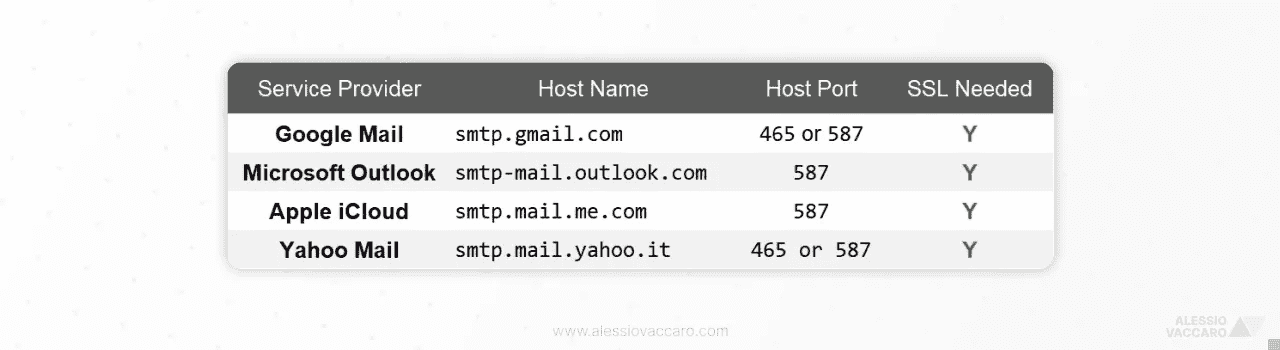 Service Provider Host Name Host Port SSL Needed
Google Mail smtp.gmail.com 465 or 587 Y
Microsoft Outlook smtp-mail.outlook.com 587 Y
Apple iCloud smtp.mail.me.com 587 Y
Yahoo Mail smtp.mail.yahoo.it 465 or 587 Y
www.alessiovaccaro.com
ALESSIO
VACCARO